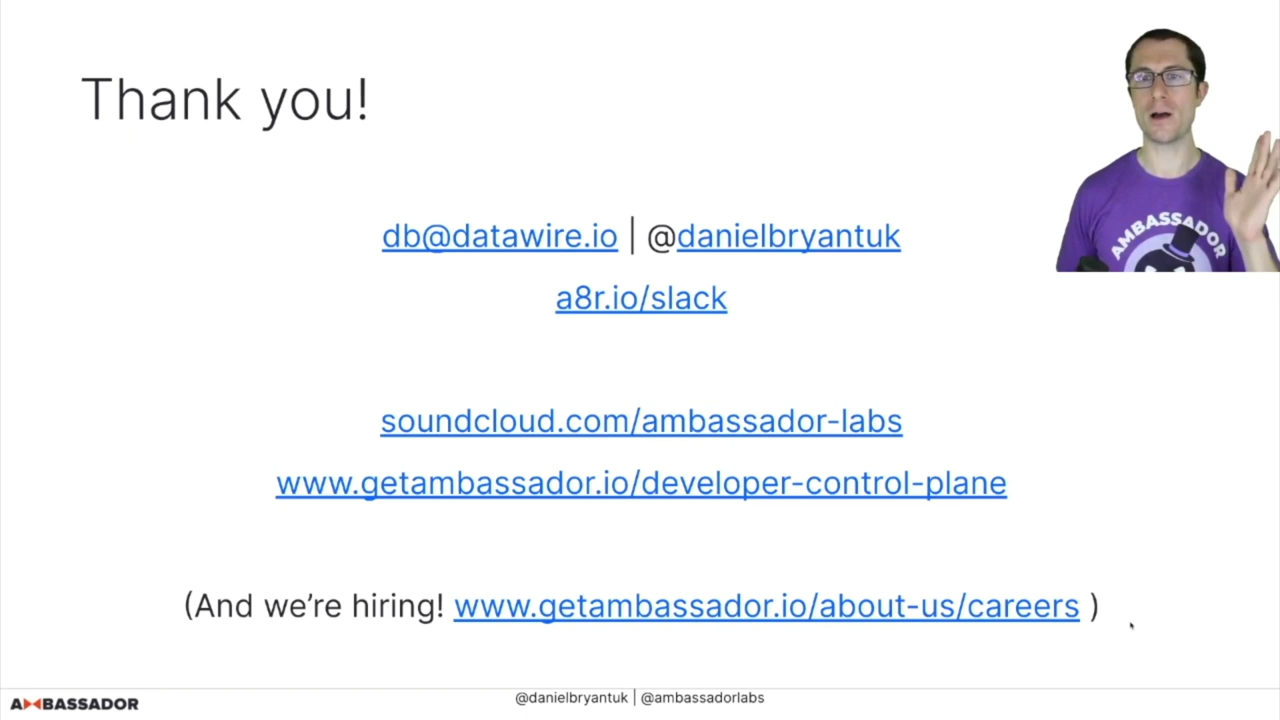 Thank you!
db@datawire.io | @danielbryantuk
a8r.io/slack
soundcloud.com/ambassador-labs
www.getambassador.io/developer-control-plane
(And we're hiring! www.getambassador.io/about-us/careers )
AMBASSADOR
AMBASSADOR
@danielbryantuk | @ambassadorlabs